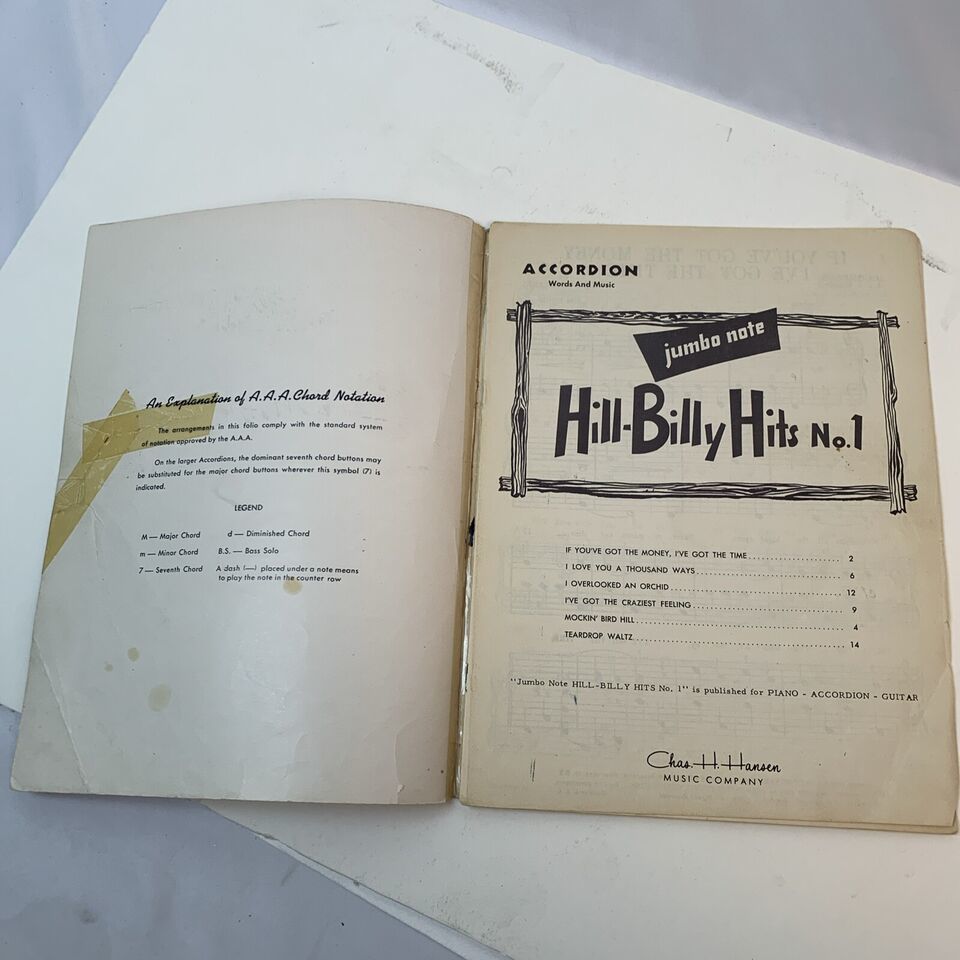 An Explanation of A.A.A. Chord Notation
The arrangements in this folio comply with the standard system
of notation approved by the A.A.A.
On the larger Accordions, the dominant seventh chord buttons may
be substituted for the major chord buttons wherever this symbol (7) is
indicated.
LEGEND
M — Major Chord d — Diminished Chord
m — Minor Chord B.S. — Bass Solo
7 — Seventh Chord A dash (—) placed under a note means
to play the note in the counter row
ACCORDION
Words And Music
jumbo note
Hill-Billy Hits No. 1
IF YOU'VE GOT THE MONEY, I'VE GOT THE TIME 2
I LOVE YOU A THOUSAND WAYS 6
I OVERLOOKED AN ORCHID 12
I'VE GOT THE CRAZIEST FEELING 9
MOCKIN' BIRD HILL 4
TEARDROP WALTZ 14
"Jumbo Note HILL-BILLY HITS No. 1" is published for PIANO - ACCORDION - GUITAR
Chas. H. Hansen
MUSIC COMPANY